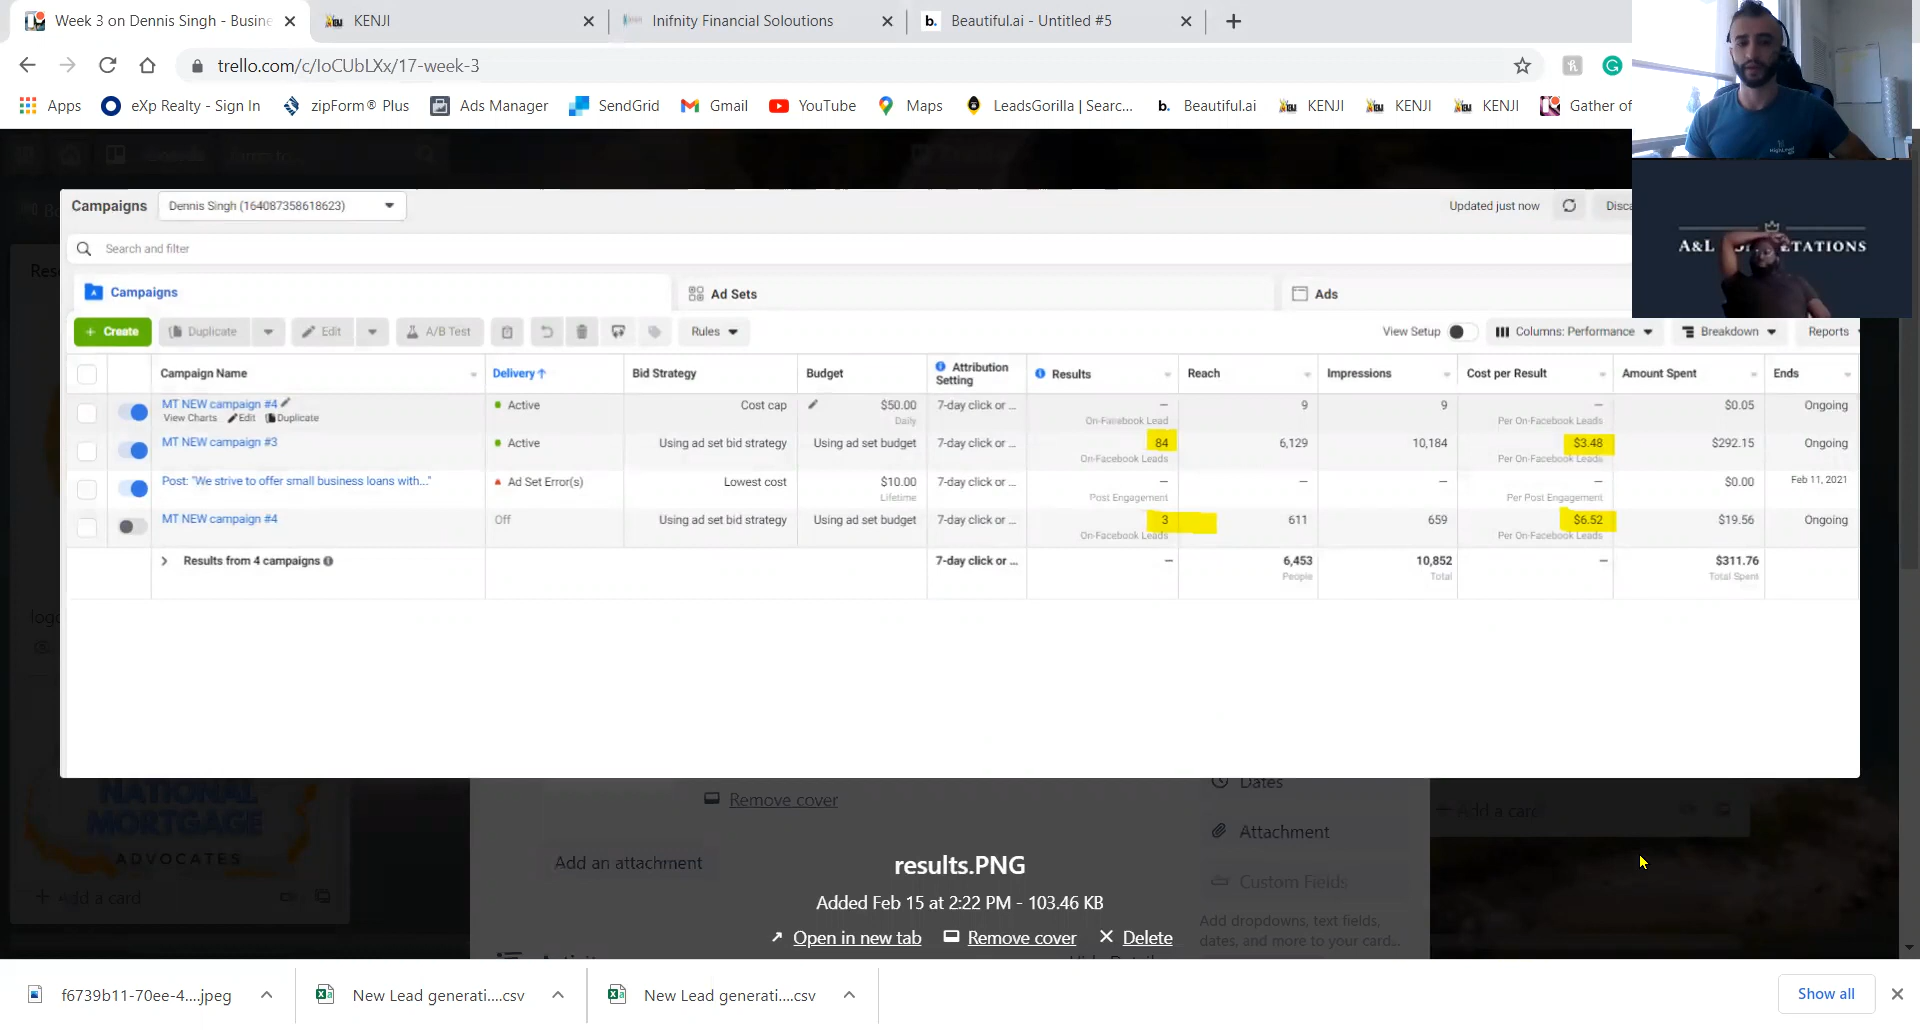 Week 3 on Dennis Singh - Busine
KENJI
Inifnity Financial Soloutions
b. Beautiful.ai - Untitled #5
trello.com/c/IoCUbLXx/17-week-3
Apps
eXp Realty - Sign In
zipForm® Plus
Ads Manager
SendGrid
Gmail
YouTube
Maps
LeadsGorilla | Searc...
b. Beautiful.ai
KENJI
KENJI
KENJI
Gather of
A&L
TATIONS
Campaigns
Dennis Singh (164087358618623)
Updated just now
Disca
Search and filter
Campaigns
Ad Sets
Ads
+ Create
Duplicate
Edit
A/B Test
Rules
View Setup
Columns: Performance
Breakdown
Reports
Campaign Name
Delivery↑
Bid Strategy
Budget
Attribution Setting
Results
Reach
Impressions
Cost per Result
Amount Spent
Ends
MT NEW campaign #4
View Charts Edit Duplicate
Active
Cost cap
$50.00
Daily
7-day click or ...
—
On-Facebook Lead
9
9
—
Per On-Facebook Leads
$0.05
Ongoing
MT NEW campaign #3
Active
Using ad set bid strategy
Using ad set budget
7-day click or ...
84
On-Facebook Leads
6,129
10,184
$3.48
Per On-Facebook Leads
$292.15
Ongoing
Post: "We strive to offer small business loans with..."
Ad Set Error(s)
Lowest cost
$10.00
Lifetime
7-day click or ...
—
Post Engagement
—
—
—
Per Post Engagement
$0.00
Feb 11, 2021
MT NEW campaign #4
Off
Using ad set bid strategy
Using ad set budget
7-day click or ...
3
On-Facebook Leads
611
659
$6.52
Per On-Facebook Leads
$19.56
Ongoing
Results from 4 campaigns
7-day click or ...
—
6,453
People
10,852
Total
—
$311.76
Total Spent
NATIONAL
MORTGAGE
ADVOCATES
+ Add a card
Remove cover
Add an attachment
Dates
Attachment
Custom Fields
Add dropdowns, text fields,
dates, and more to your card...
+ Add a card
results.PNG
Added Feb 15 at 2:22 PM - 103.46 KB
Open in new tab
Remove cover
Delete
f6739b11-70ee-4....jpeg
New Lead generati....csv
New Lead generati....csv
Show all